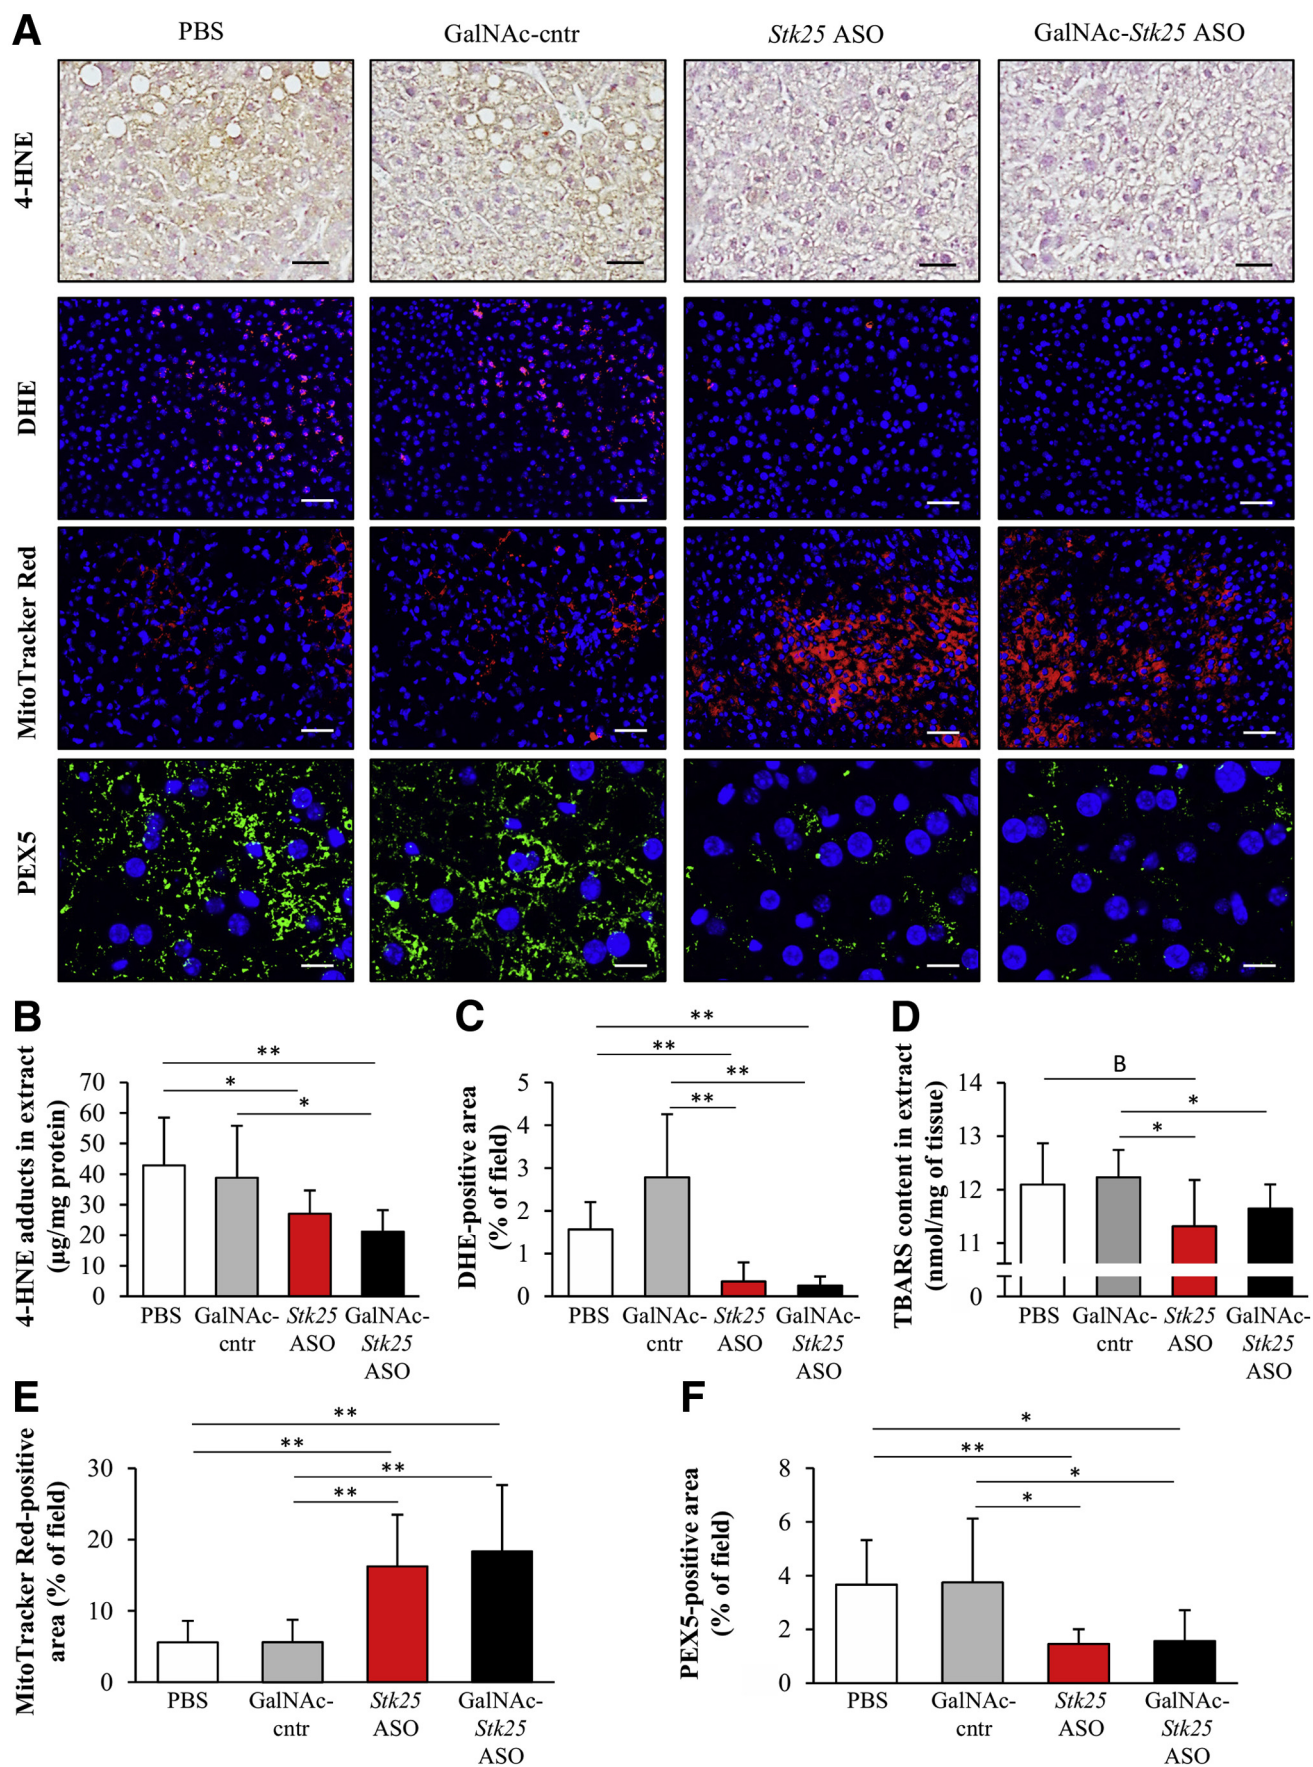 A
PBS
GalNAc-cntr
Stk25 ASO
GalNAc-Stk25 ASO
4-HNE
DHE
MitoTracker Red
PEX5
B
4-HNE adducts in extract
(µg/mg protein)
70
60
50
40
30
20
10
0
**
*
*
PBS
GalNAc-
cntr
Stk25
ASO
GalNAc-
Stk25
ASO
C
DHE-positive area
(% of field)
5
4
3
2
1
0
**
**
**
**
PBS
GalNAc-
cntr
Stk25
ASO
GalNAc-
Stk25
ASO
D
TBARS content in extract
(nmol/mg of tissue)
14
13
12
11
0
B
*
*
PBS
GalNAc-
cntr
Stk25
ASO
GalNAc-
Stk25
ASO
E
MitoTracker Red-positive
area (% of field)
30
20
10
0
**
**
**
**
PBS
GalNAc-
cntr
Stk25
ASO
GalNAc-
Stk25
ASO
F
PEX5-positive area
(% of field)
8
6
4
2
0
*
**
*
*
PBS
GalNAc-
cntr
Stk25
ASO
GalNAc-
Stk25
ASO